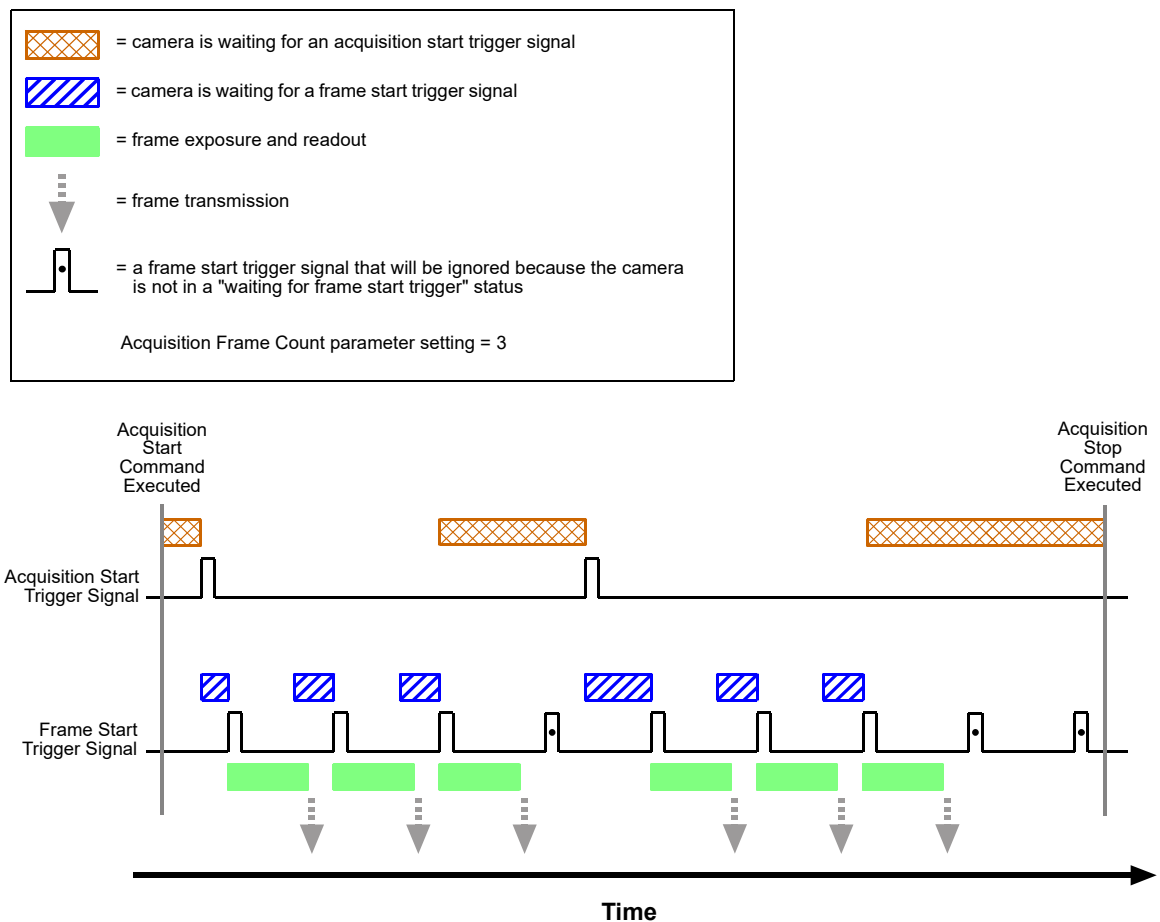 = camera is waiting for an acquisition start trigger signal
= camera is waiting for a frame start trigger signal
= frame exposure and readout
= frame transmission
= a frame start trigger signal that will be ignored because the camera
is not in a "waiting for frame start trigger" status
Acquisition Frame Count parameter setting = 3
Acquisition
Start
Command
Executed
Acquisition
Stop
Command
Executed
Acquisition Start
Trigger Signal
Frame Start
Trigger Signal
Time